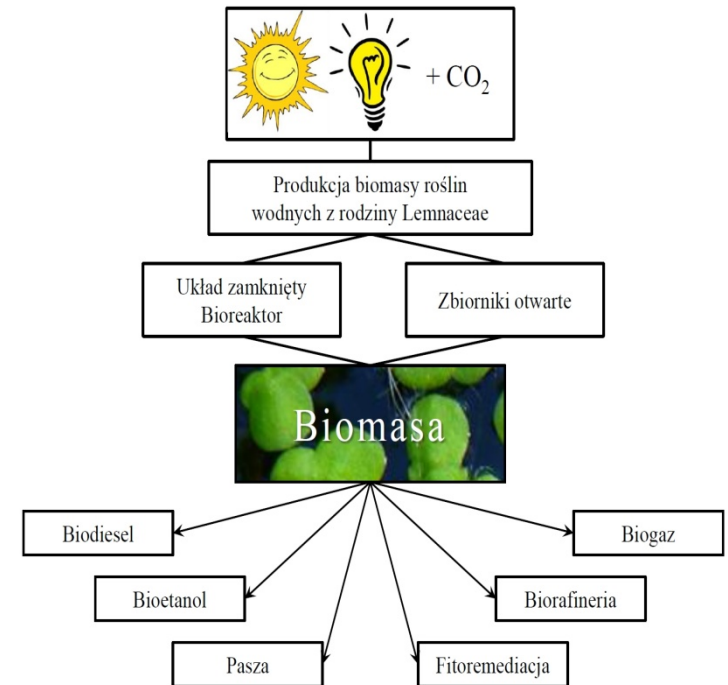 + CO₂
Produkcja biomasy roślin
wodnych z rodziny Lemnaceae
Układ zamknięty
Bioreaktor
Zbiorniki otwarte
Biomasa
Biodiesel
Biogaz
Bioetanol
Biorafineria
Pasza
Fitoremediacja